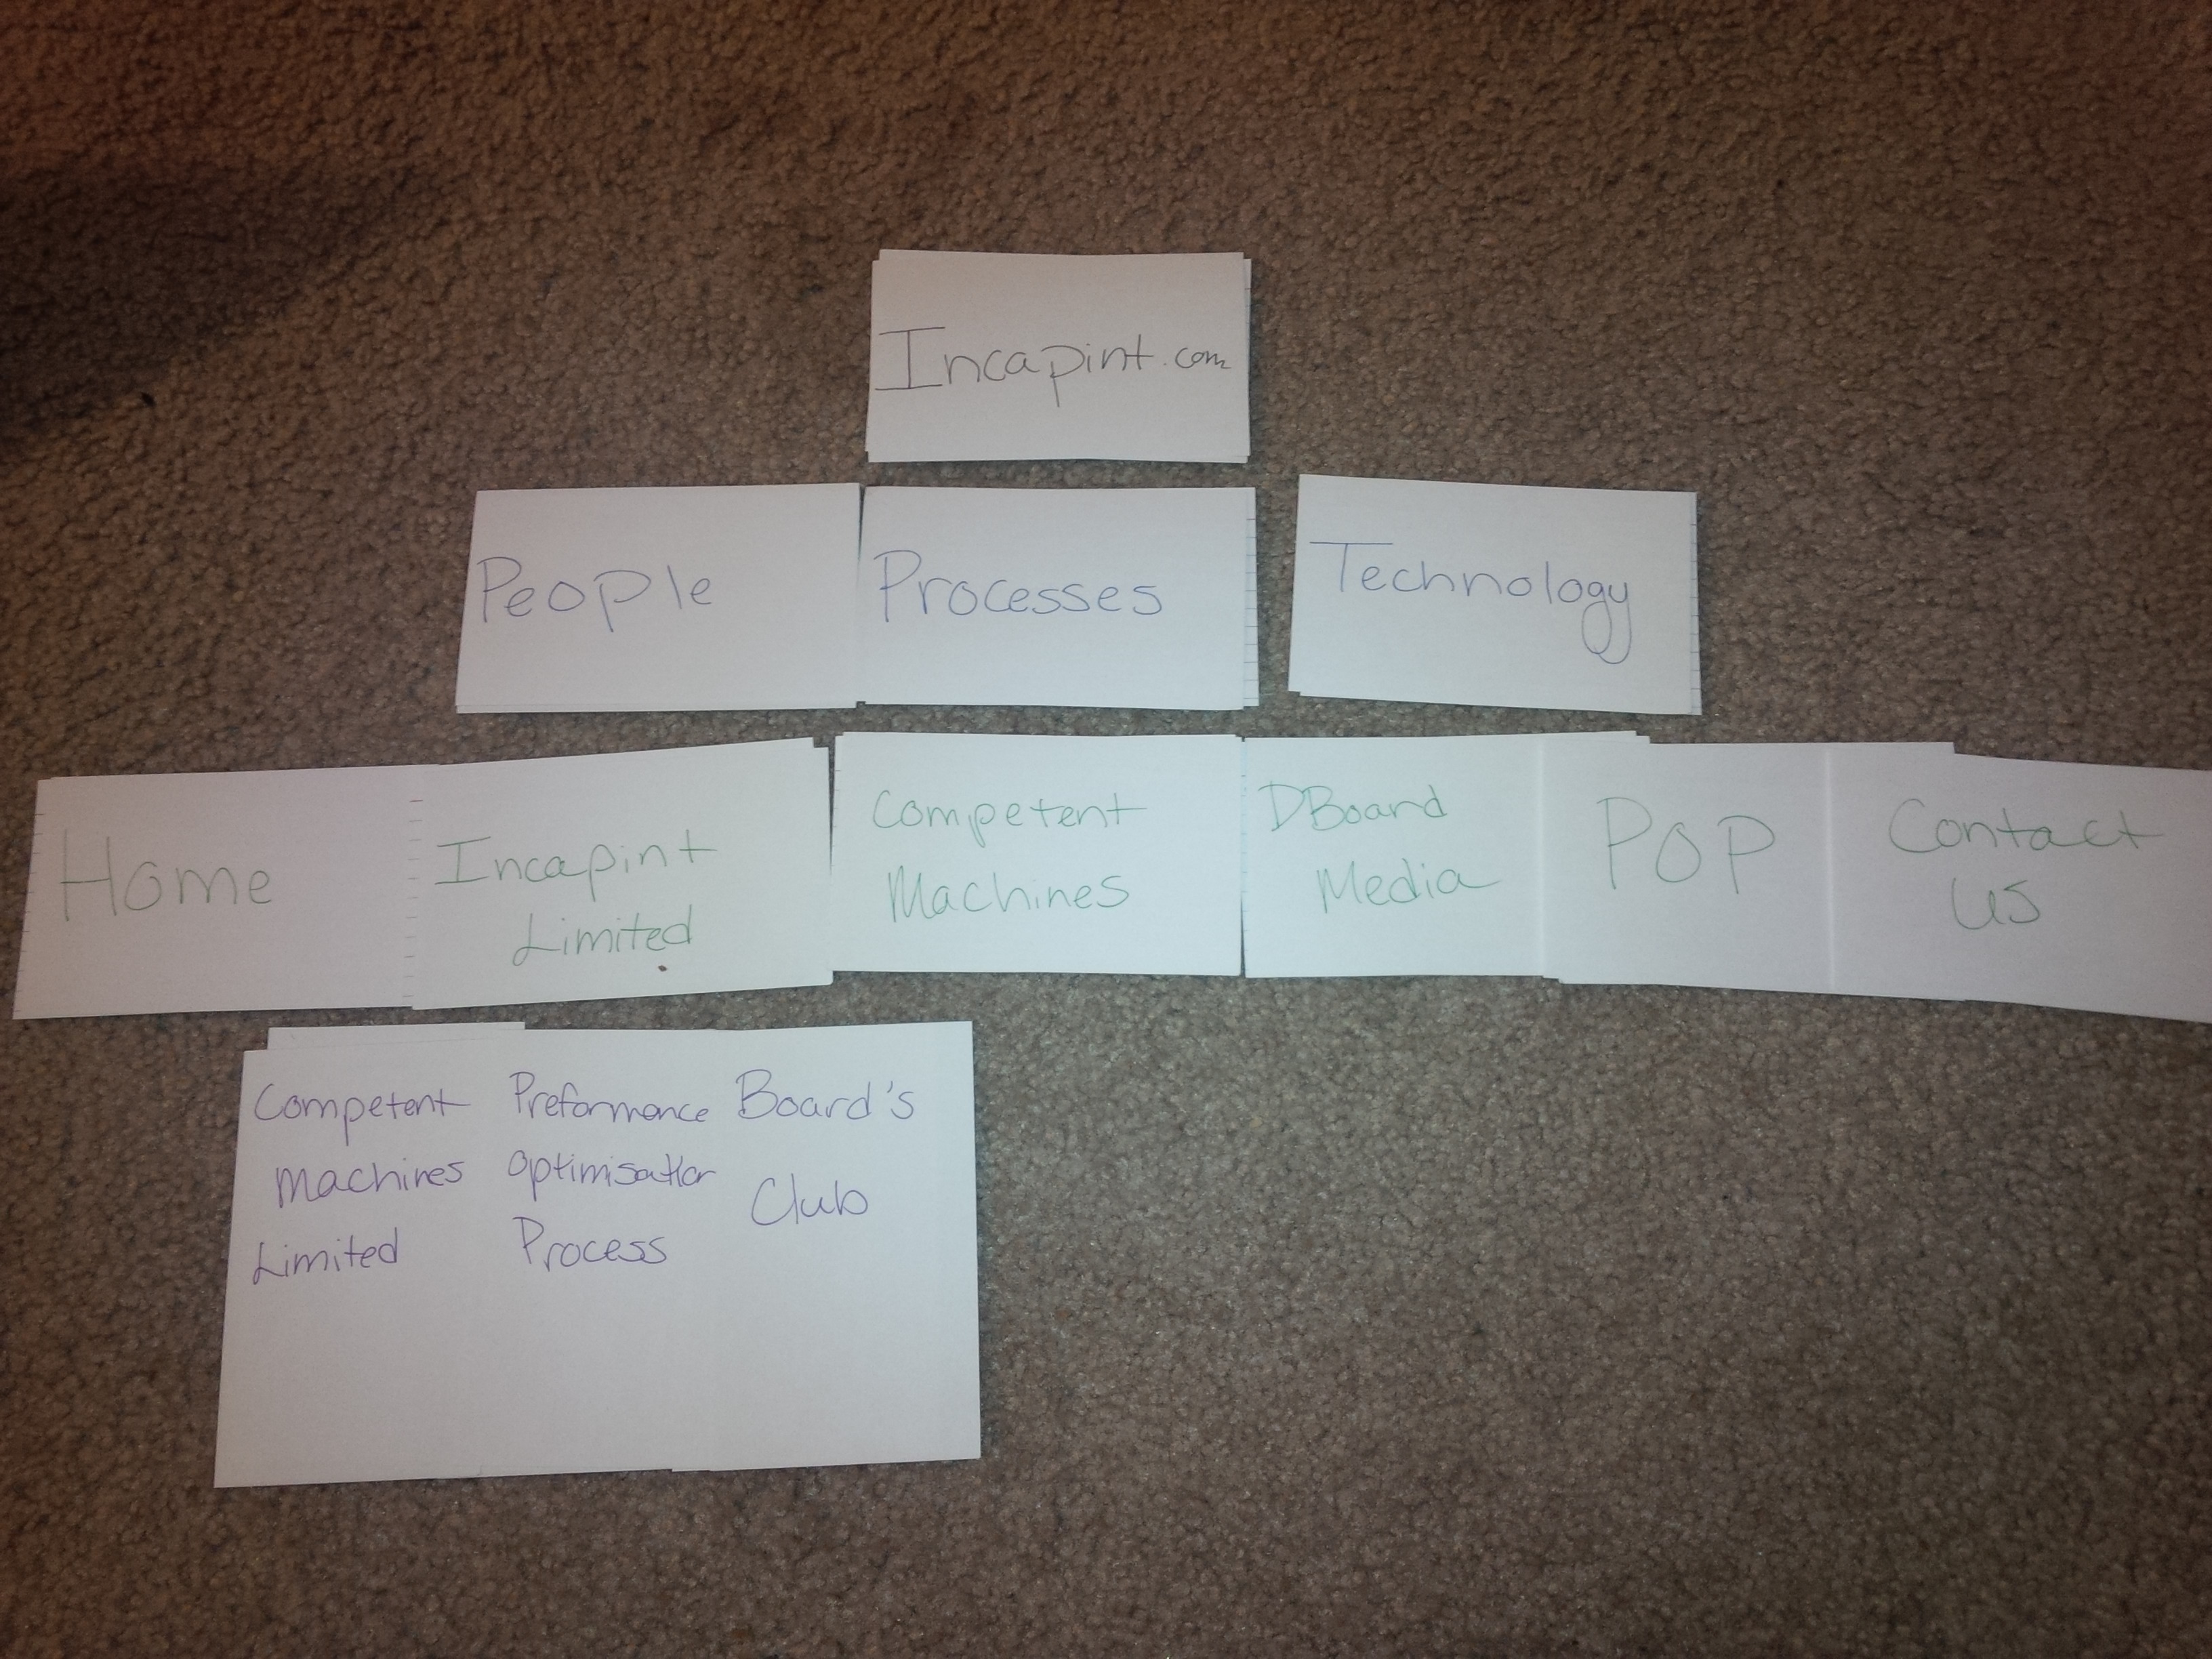 Incapint.com
People
Processes
Technology
Home
Incapint
Limited
Competent
Machines
DBoard
Media
POP
Contact
us
Competent
Machines
Limited
Preformance
optimisation
Process
Board's
Club